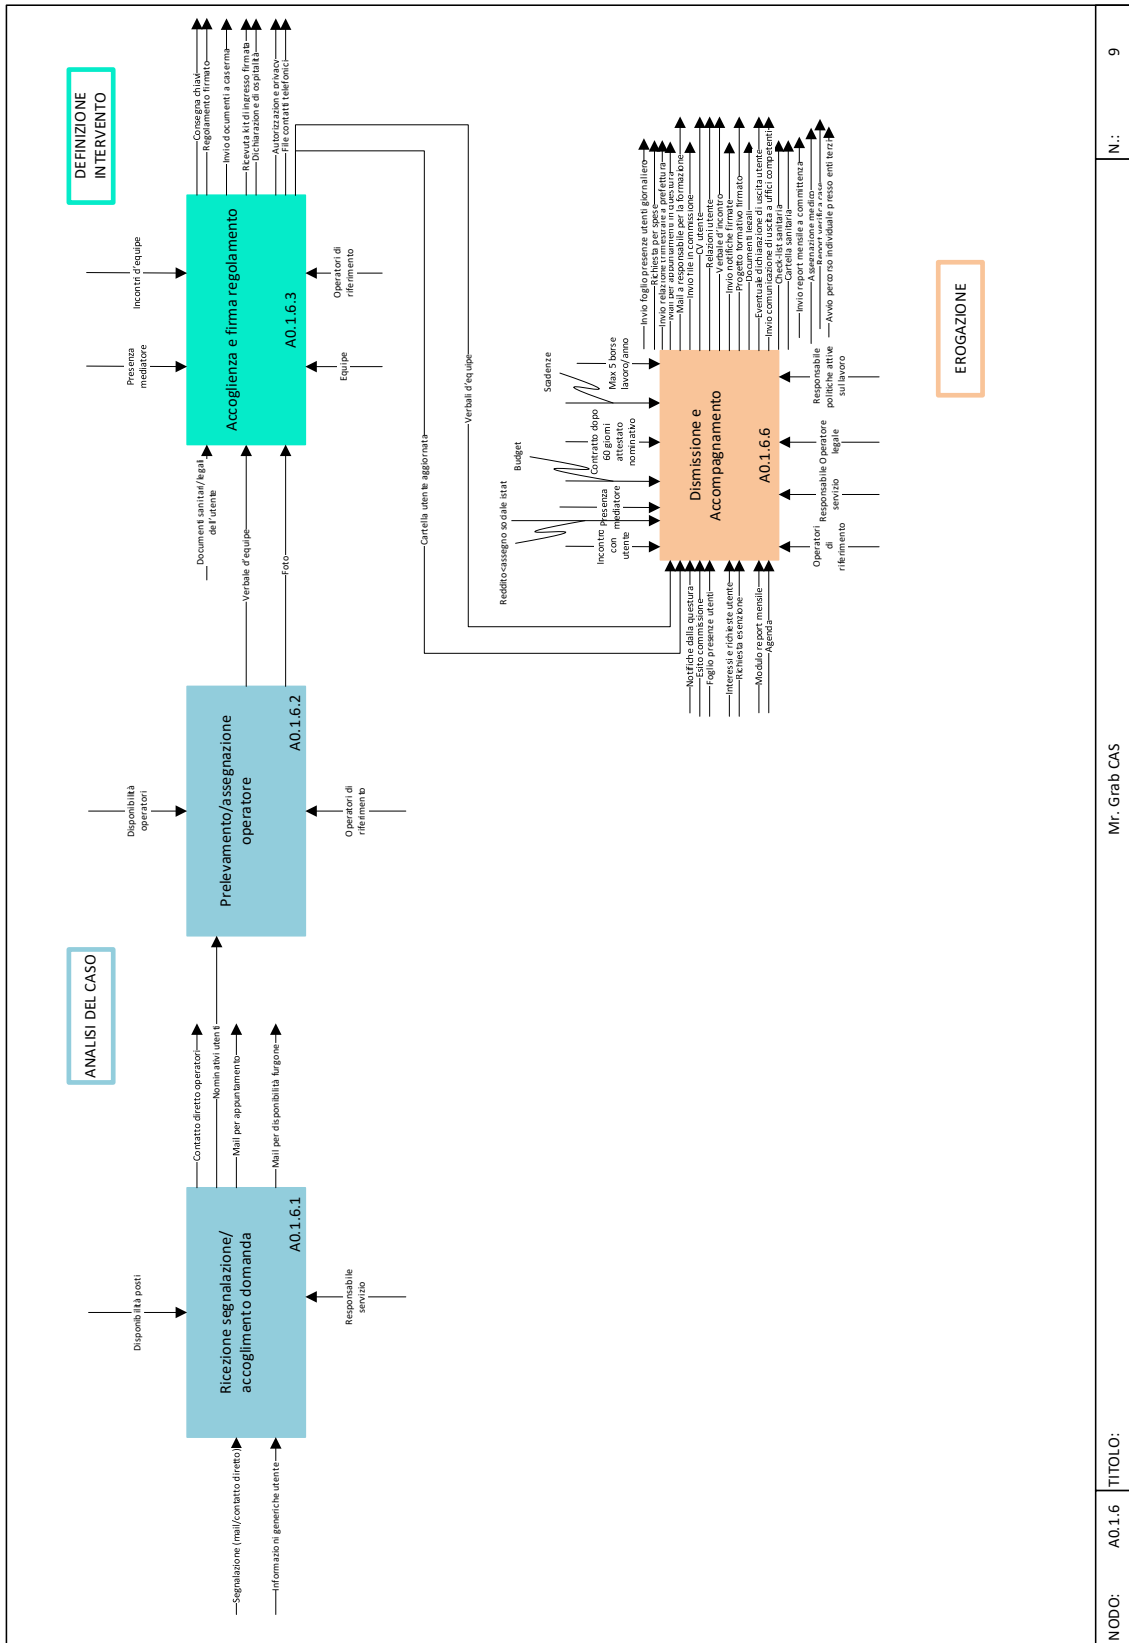 ANALISI DEL CASO
DEFINIZIONE
INTERVENTO
EROGAZIONE
Disponibilità posti
Segnalazione (mail/contatto diretto)
Informazioni generiche utente
Ricezione segnalazione/
accoglimento domanda
A0.1.6.1
Responsabile
servizio
Contatto diretto operatori
Nominativi utenti
Mail per appuntamento
Mail per disponibilità furgone
Disponibilità
operatori
Prelevamento/assegnazione
operatore
A0.1.6.2
Operatori di
riferimento
Documenti sanitari/legali
dell'utente
Verbale d'equipe
Foto
Presenza
mediatore
Incontri d'equipe
Accoglienza e firma regolamento
A0.1.6.3
Equipe
Operatori di
riferimento
Consegna chiavi
Regolamento firmato
Invio documenti a caserma
Ricevuta kit di ingresso firmata
Dichiarazione di ospitalità
Autorizzazione privacy
File contatti telefonici
Cartella utente aggiornata
Verbali d'equipe
Reddito<assegno sociale istat
Incontro
con
utente
Presenza
mediatore
Budget
Contratto dopo
60 giorni
attestato
nominativo
Scadenze
Max 5 borse
lavoro/anno
Notifiche dalla questura
Esito commissione
Foglio presenze utenti
Interessi e richieste utente
Richiesta esenzione
Modulo report mensile
Agenda
Dismissione e
Accompagnamento
A0.1.6.6
Operatori
di
riferimento
Responsabile
servizio
Operatore
legale
Responsabile
politiche attive
sul lavoro
Invio foglio presenze utenti giornaliero
Richiesta per spese
Invio relazione trimestrale a prefettura
Mail per appuntamenti in questura
Mail a responsabile per la formazione
Invio file in commissione
CV utente
Relazioni utente
Verbale d'incontro
Invio notifiche firmate
Progetto formativo firmato
Documenti legali
Eventuale dichiarazione di uscita utente
Invio comunicazione di uscita a uffici competenti
Check-list sanitaria
Cartella sanitaria
Invio report mensile a committenza
Assegnazione medico
Report verifica case
Avvio percorso individuale presso enti terzi
NODO:
A0.1.6
TITOLO:
Mr. Grab CAS
N.:
9